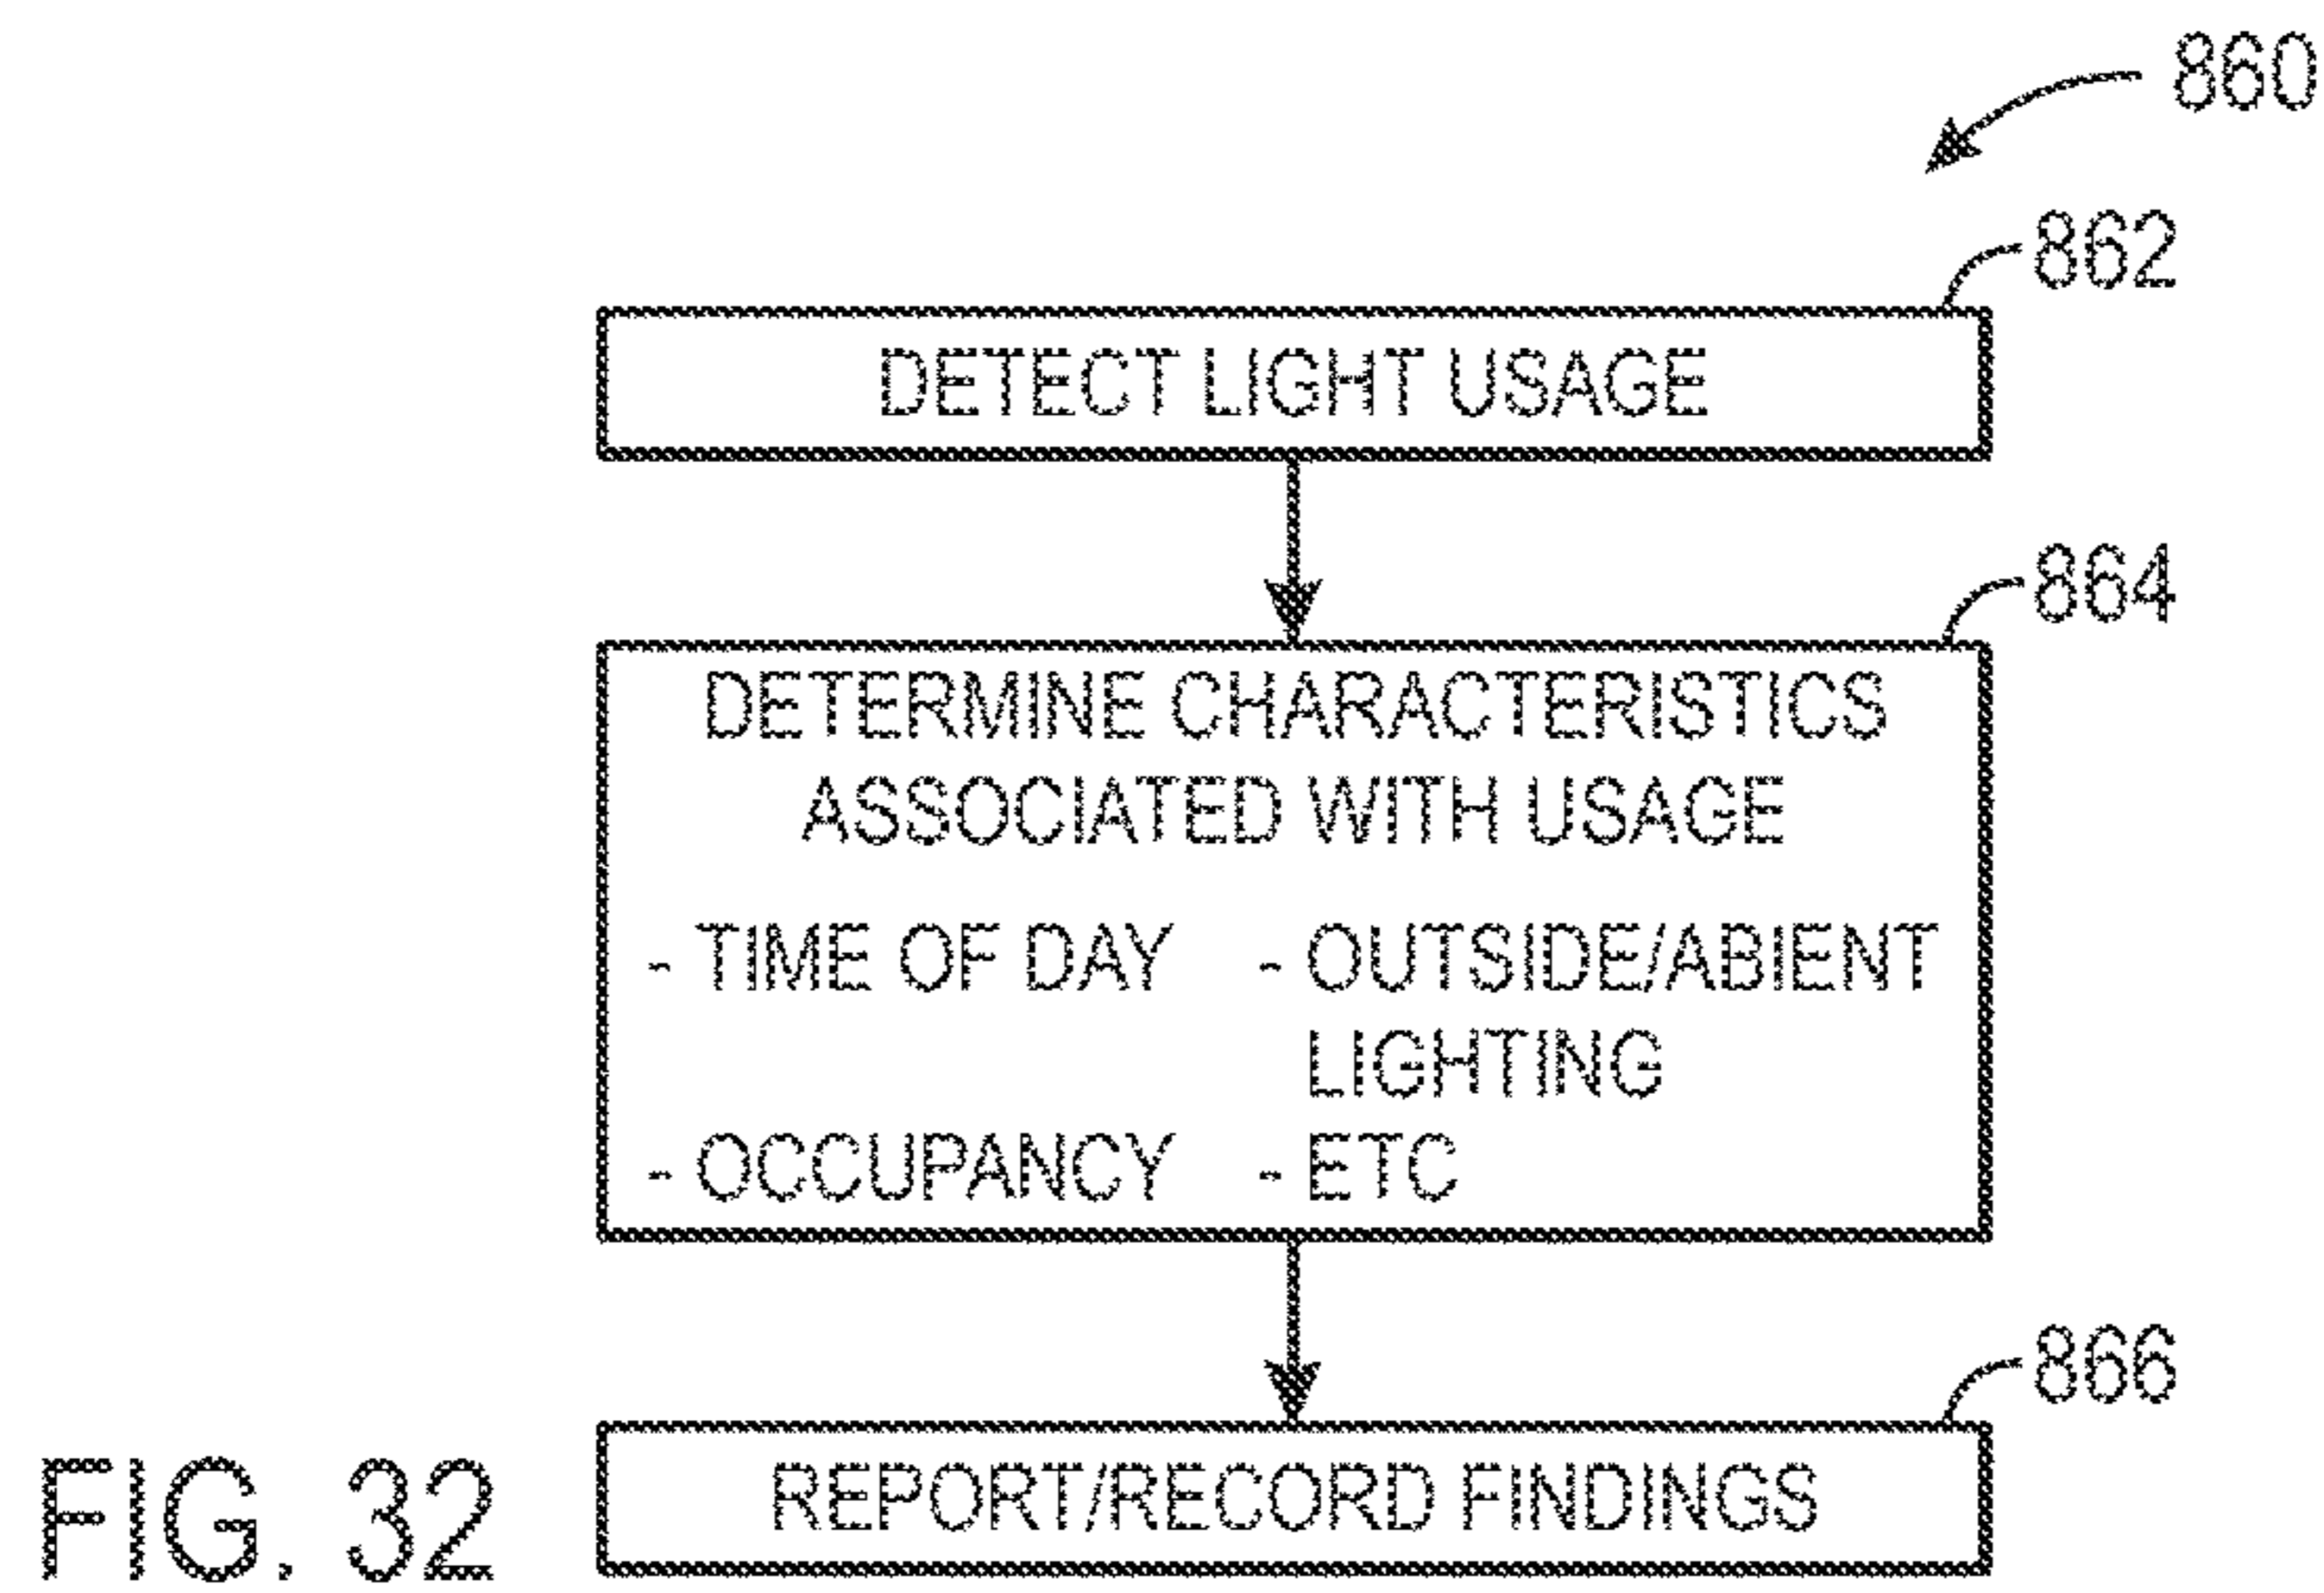 860
862
DETECT LIGHT USAGE
864
DETERMINE CHARACTERISTICS
ASSOCIATED WITH USAGE
- TIME OF DAY - OUTSIDE/ABIENT
LIGHTING
- OCCUPANCY - ETC
866
REPORT/RECORD FINDINGS
FIG. 32